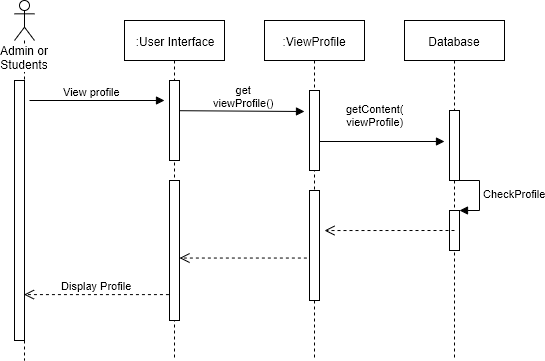 Admin or
Students
:User Interface
:ViewProfile
Database
View profile
get
viewProfile()
getContent(
viewProfile)
CheckProfile
Display Profile